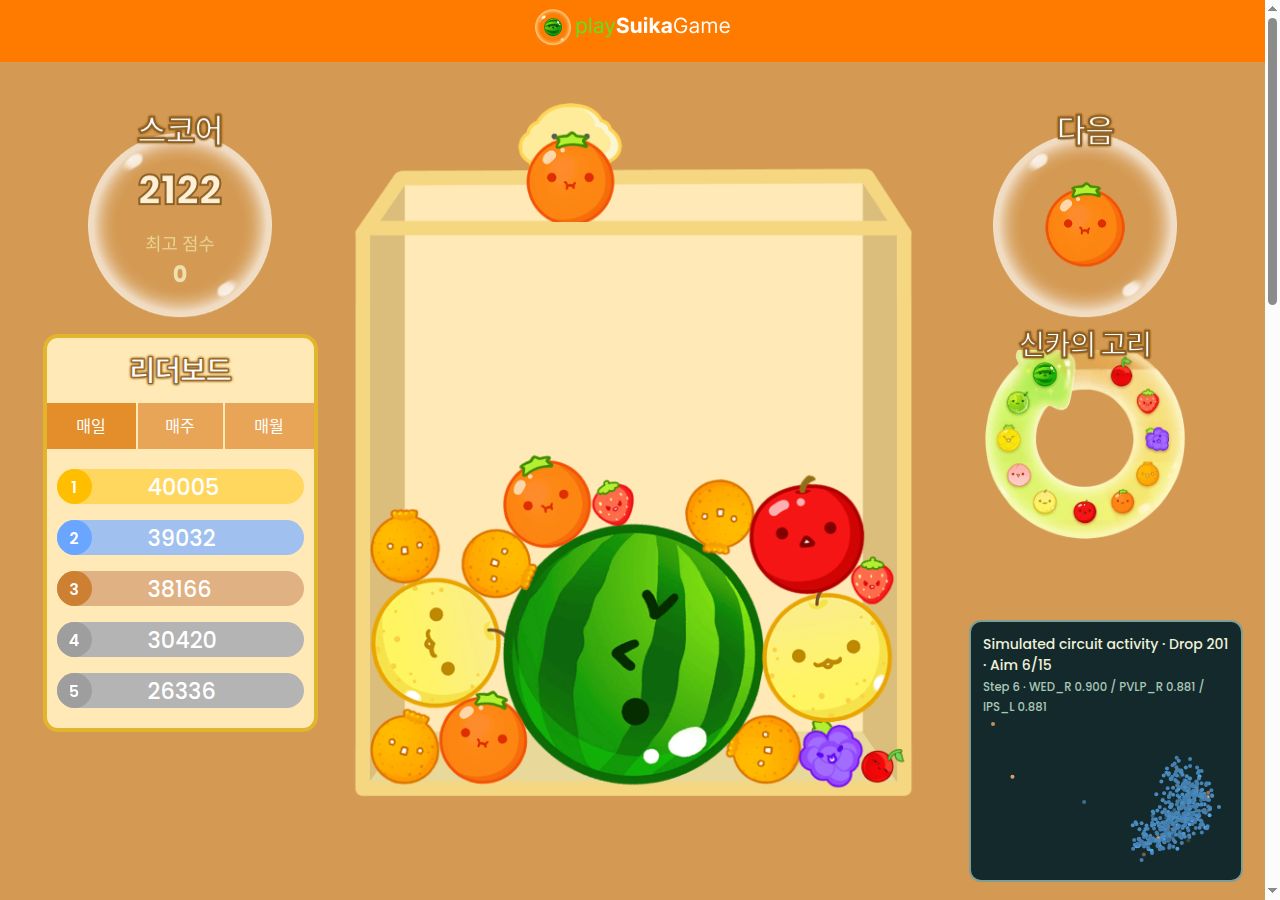 playSuikaGame
스코어
2122
최고 점수
0
다음
리더보드
매일 매주 매월
1 40005
2 39032
3 38166
4 30420
5 26336
신카의 고리
Simulated circuit activity · Drop 201
· Aim 6/15
Step 6 · WED_R 0.900 / PVLP_R 0.881 /
IPS_L 0.881